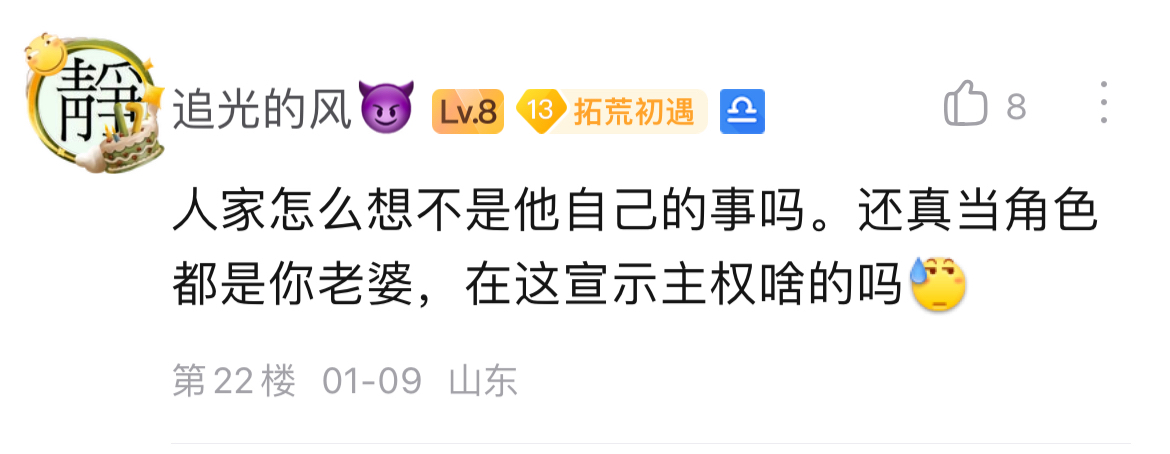 靜
追光的风😈 Lv.8 13 拓荒初遇 ♎ 8
人家怎么想不是他自己的事吗。还真当角色
都是你老婆，在这宣示主权啥的吗
第22楼 01-09 山东